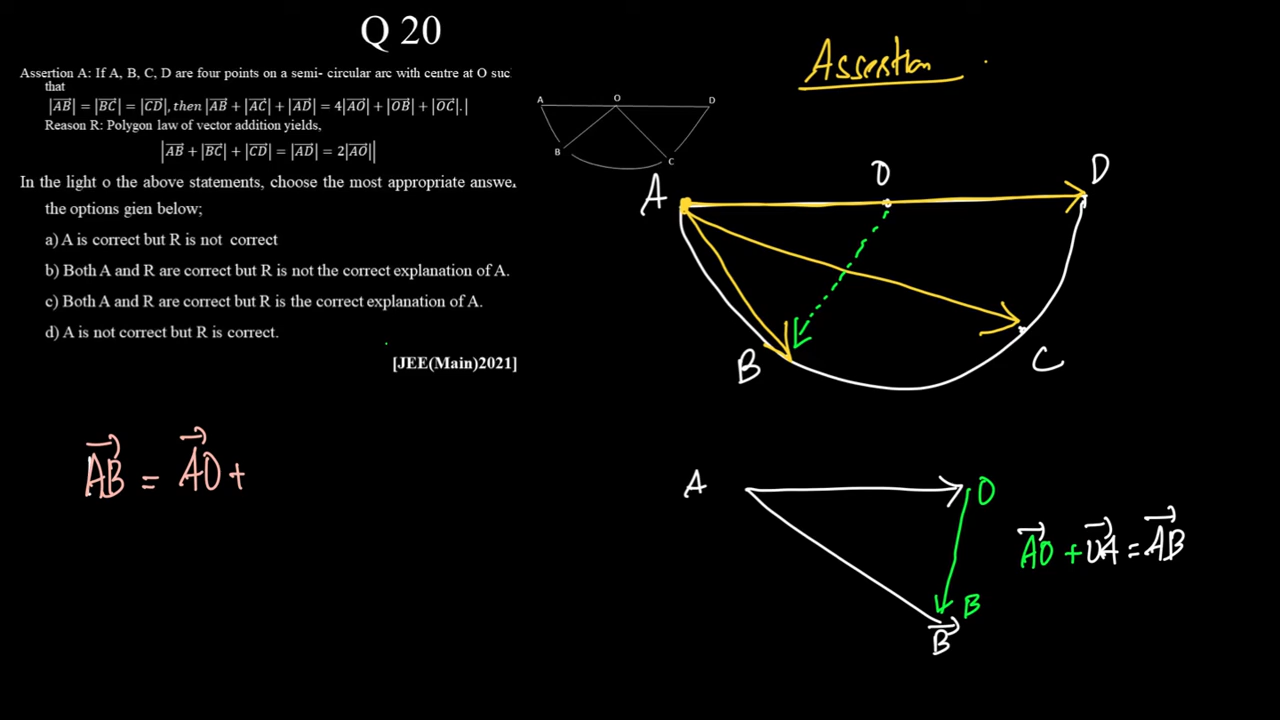 Q 20
Assertion A: If A, B, C, D are four points on a semi- circular arc with centre at O suc
that
|AB⃗| = |BC⃗| = |CD⃗|, then |AB⃗ + |AC⃗| + |AD⃗ = 4|AO⃗| + |OB⃗| + |OC⃗.|
Reason R: Polygon law of vector addition yields,
|AB⃗ + |BC⃗| + |CD⃗ = |AD⃗ = 2|AO⃗||
In the light o the above statements, choose the most appropriate answe
the options gien below;
a) A is correct but R is not correct
b) Both A and R are correct but R is not the correct explanation of A.
c) Both A and R are correct but R is the correct explanation of A.
d) A is not correct but R is correct.
[JEE(Main)2021]
A O D
B C
Assertion
A O D
B C
AB⃗ = AO⃗ +
A O
B
B⃗
AO⃗ + OA⃗ = AB⃗